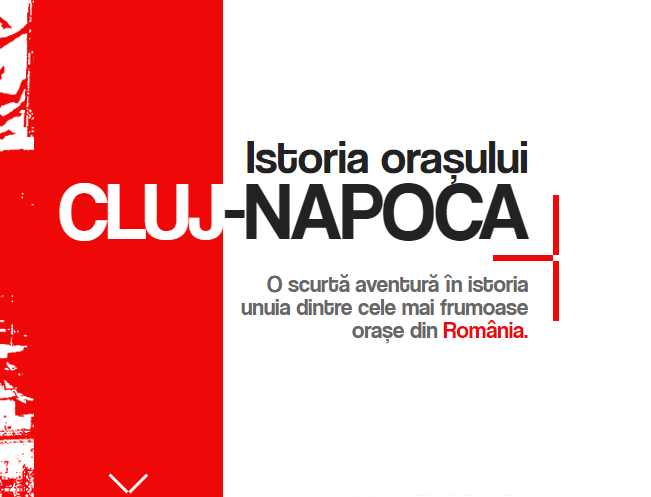 Istoria orașului
CLUJ-NAPOCA
O scurtă aventură în istoria
unuia dintre cele mai frumoase
orașe din România.